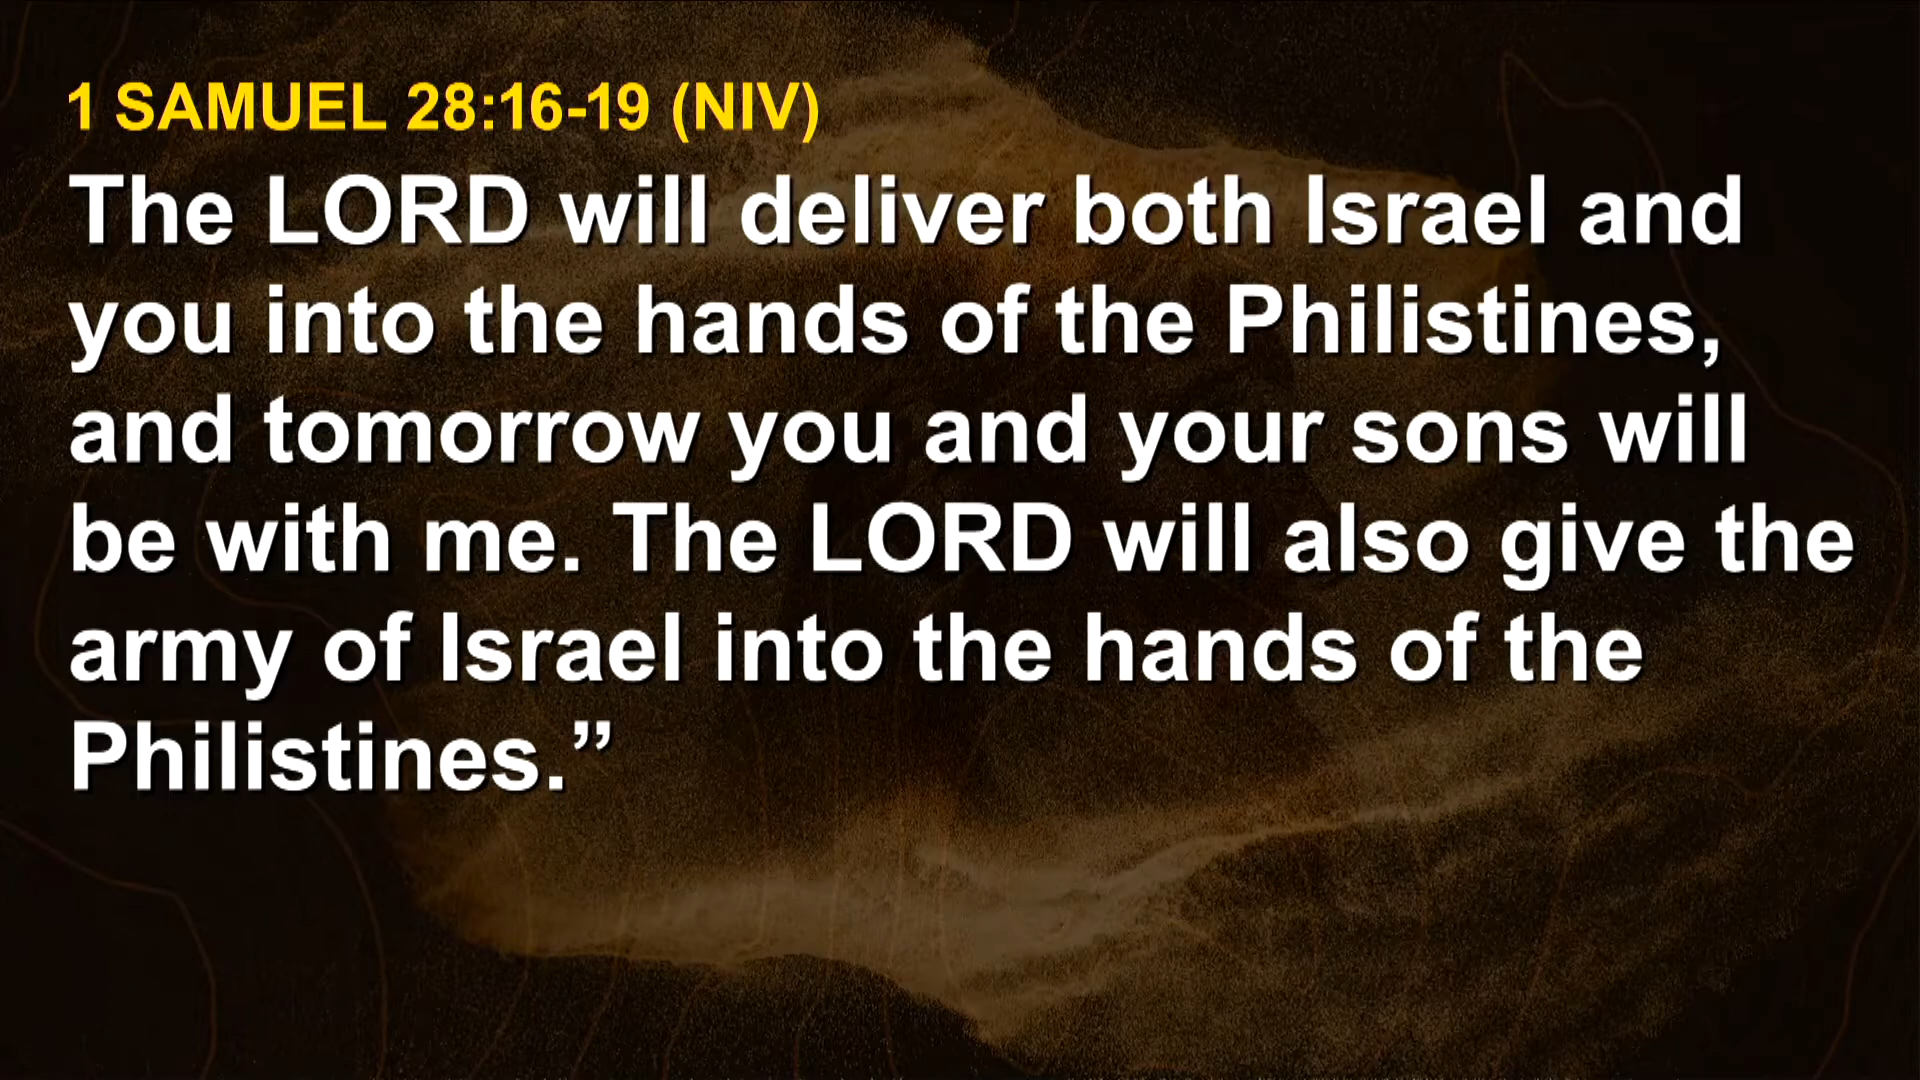 1 SAMUEL 28:16-19 (NIV)
The LORD will deliver both Israel and
you into the hands of the Philistines,
and tomorrow you and your sons will
be with me. The LORD will also give the
army of Israel into the hands of the
Philistines.”